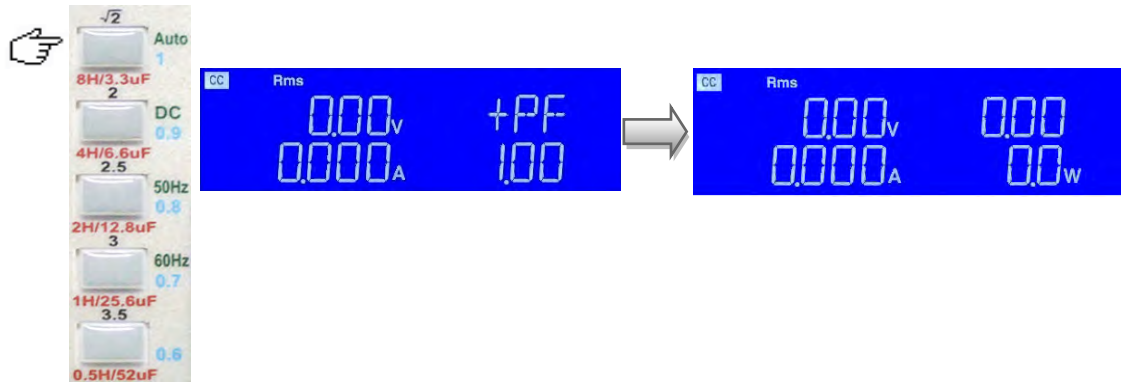 √2
Auto
1
8H/3.3uF
2
DC
0.9
4H/6.6uF
2.5
50Hz
0.8
2H/12.8uF
3
60Hz
0.7
1H/25.6uF
3.5
0.6
0.5H/52uF
CC Rms
0.00V +PF
0.000A 1.00
CC Rms
0.00V 0.00
0.000A 0.0W